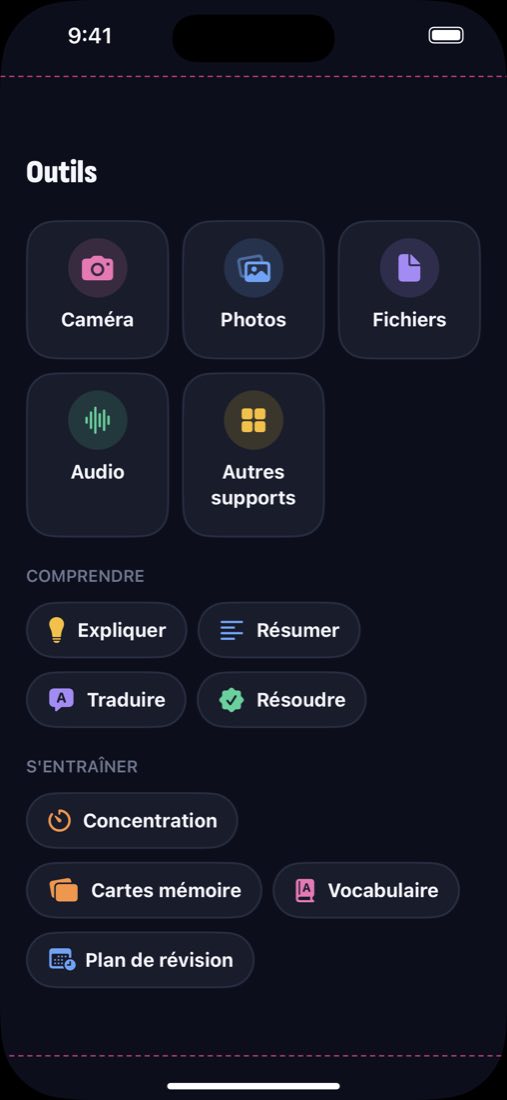 9:41
Outils
Caméra
Photos
Fichiers
Audio
Autres
supports
COMPRENDRE
Expliquer
Résumer
A
Traduire
Résoudre
S'ENTRAÎNER
Concentration
Cartes mémoire
A
Vocabulaire
Plan de révision